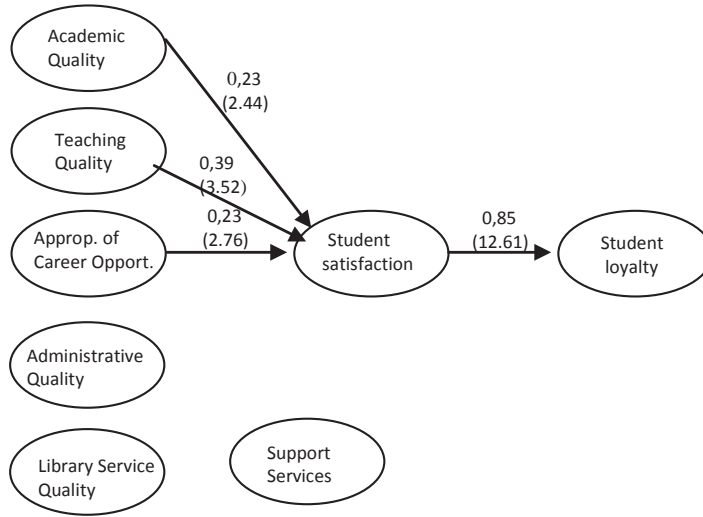 Academic
Quality
0,23
(2.44)
Teaching
Quality
0,39
(3.52)
0,23
(2.76)
Approp. of
Career Opport.
Student
satisfaction
0,85
(12.61)
Student
loyalty
Administrative
Quality
Library Service
Quality
Support
Services